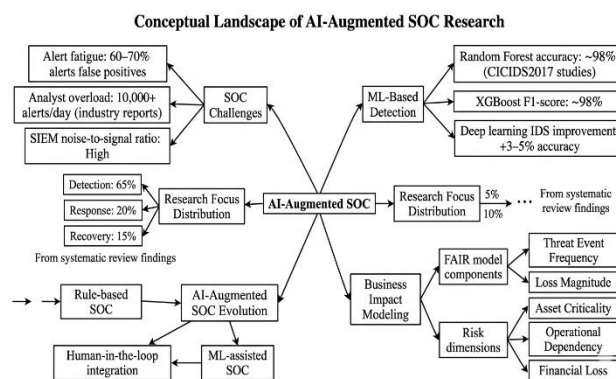 Conceptual Landscape of AI-Augmented SOC Research
Alert fatigue: 60–70%
alerts false positives
Analyst overload: 10,000+
alerts/day (industry reports)
SIEM noise-to-signal ratio:
High
SOC
Challenges
ML-Based
Detection
Random Forest accuracy: ~98%
(CICIDS2017 studies)
XGBoost F1-score: ~98%
Deep learning IDS improvement
+3–5% accuracy
Detection: 65%
Response: 20%
Recovery: 15%
From systematic review findings
Research Focus
Distribution
AI-Augmented SOC
Research Focus
Distribution
5%
10%
...
From systematic
review findings
Rule-based
SOC
AI-Augmented
SOC Evolution
Human-in-the-loop
integration
ML-assisted
SOC
Business
Impact
Modeling
FAIR model
components
Threat Event
Frequency
Loss Magnitude
Risk
dimensions
Asset Criticality
Operational
Dependency
Financial Loss